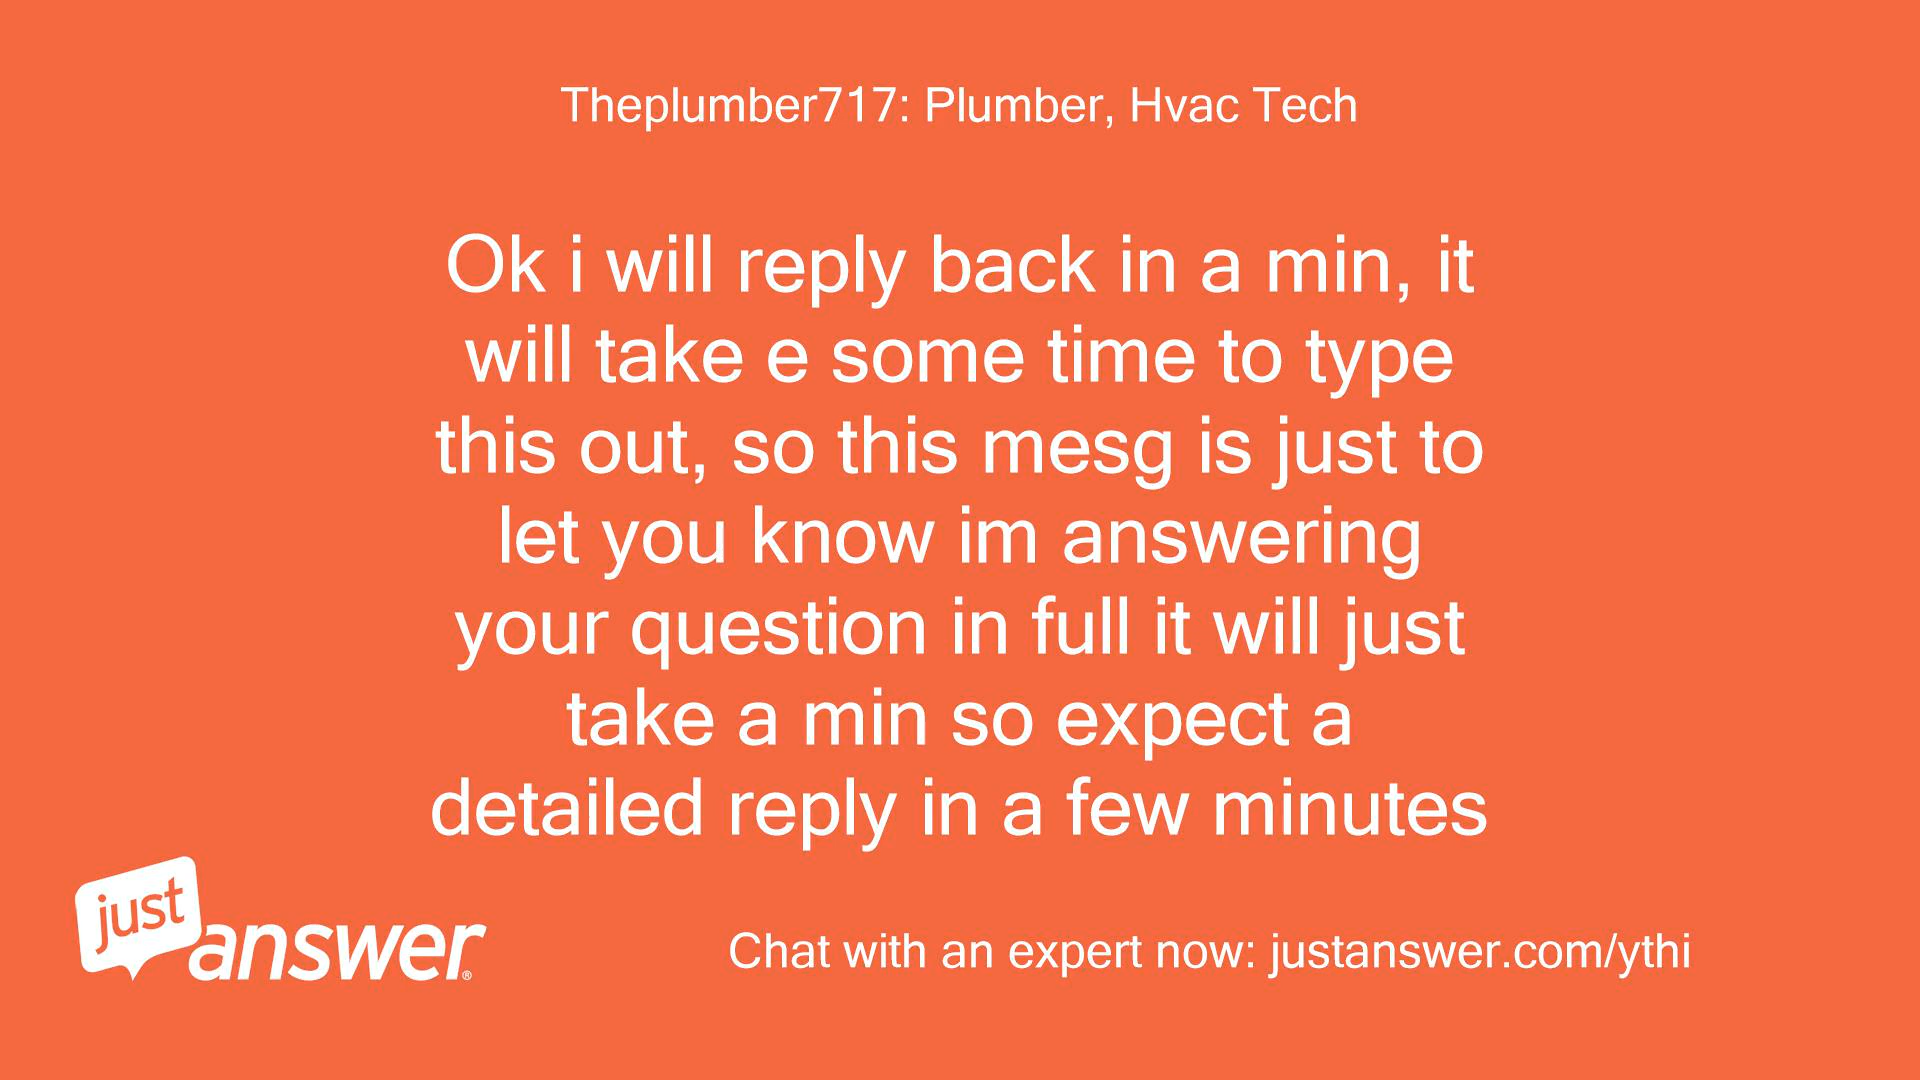 Theplumber717: Plumber, Hvac Tech
Ok i will reply back in a min, it
will take e some time to type
this out, so this mesg is just to
let you know im answering
your question in full it will just
take a min so expect a
detailed reply in a few minutes
just
answer®
Chat with an expert now: justanswer.com/ythi